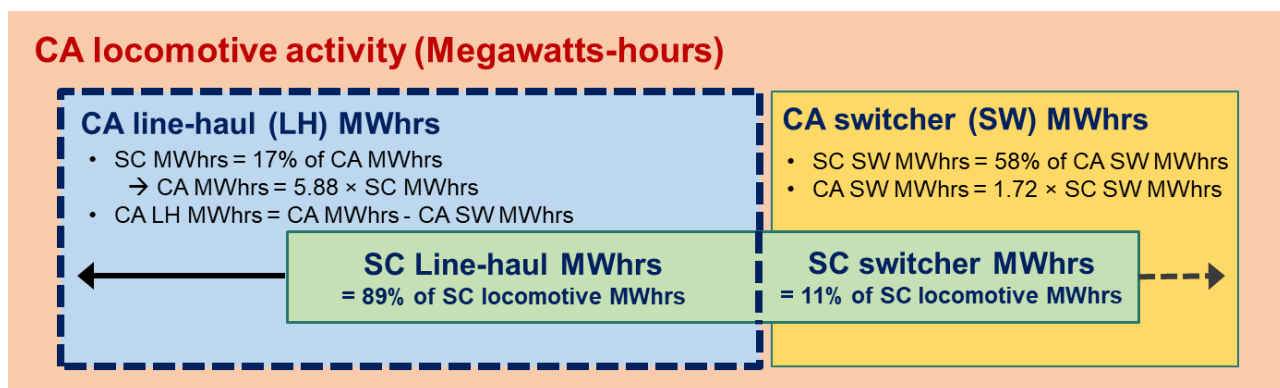 CA locomotive activity (Megawatts-hours)
CA line-haul (LH) MWhrs
• SC MWhrs = 17% of CA MWhrs
→ CA MWhrs = 5.88 × SC MWhrs
• CA LH MWhrs = CA MWhrs - CA SW MWhrs
CA switcher (SW) MWhrs
• SC SW MWhrs = 58% of CA SW MWhrs
• CA SW MWhrs = 1.72 × SC SW MWhrs
SC Line-haul MWhrs
= 89% of SC locomotive MWhrs
SC switcher MWhrs
= 11% of SC locomotive MWhrs